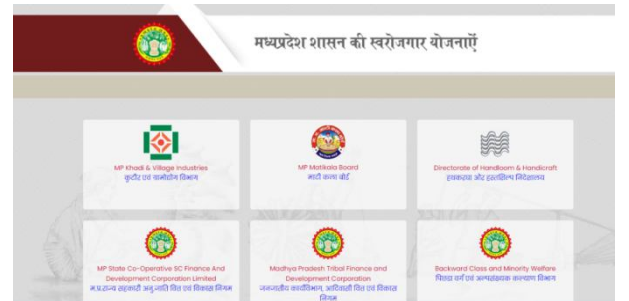 मध्यप्रदेश शासन की स्वरोजगार योजनाऐं
MP Khadi & Village Industries
कुटीर एवं ग्रामोद्योग विभाग
MP Matikala Board
माटी कला बोर्ड
Directorate of Handloom & Handicraft
हथकरघा और हस्तशिल्प निदेशालय
MP State Co-Operative SC Finance And
Development Corporation Limited
म.प्र.राज्य सहकारी अनुजाति वित्त एवं विकास निगम
Madhya Pradesh Tribal Finance and
Development Corporation
जनजातीय कार्यविभाग, आदिवासी वित्त एवं विकास
निगम
Backward Class and Minority Welfare
पिछड़ा वर्ग एवं अल्पसंख्यक कल्याण विभाग